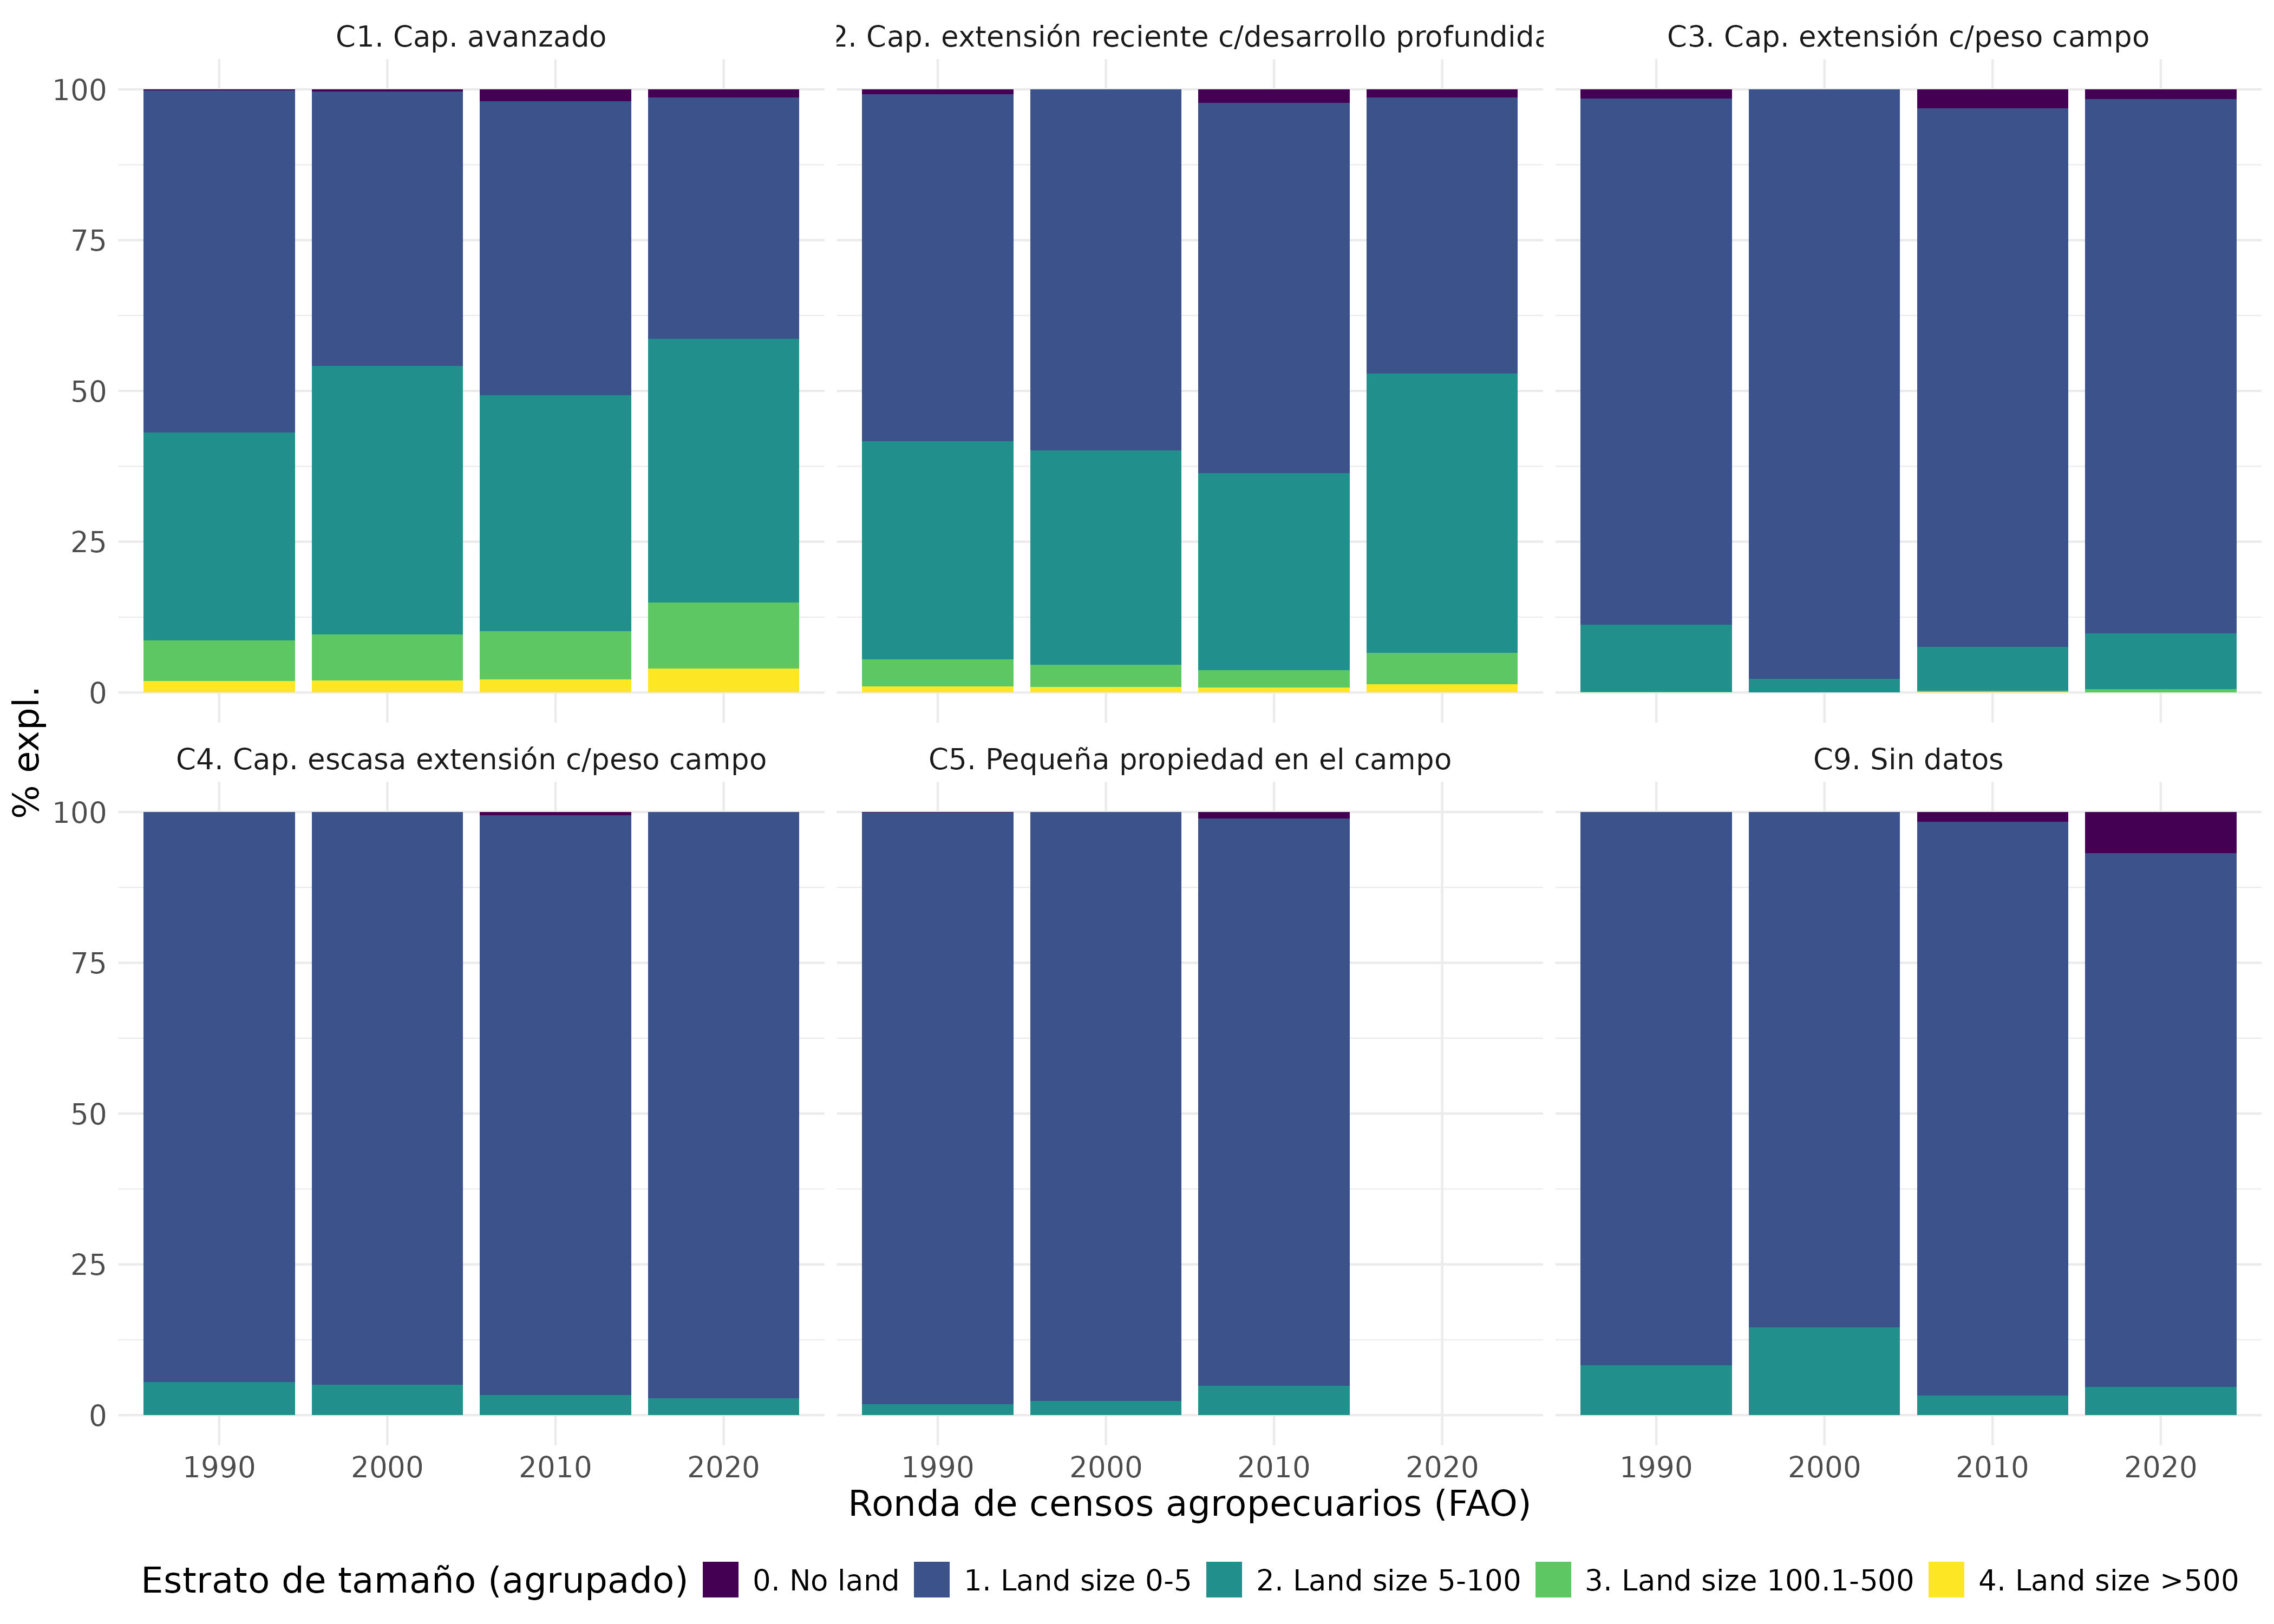 C1. Cap. avanzado
2. Cap. extensión reciente c/desarrollo profundida
C3. Cap. extensión c/peso campo
100
75
50
25
0
C4. Cap. escasa extensión c/peso campo
C5. Pequeña propiedad en el campo
C9. Sin datos
% expl.
100
75
50
25
0
1990 2000 2010 2020
1990 2000 2010 2020
1990 2000 2010 2020
Ronda de censos agropecuarios (FAO)
Estrato de tamaño (agrupado) 0. No land 1. Land size 0-5 2. Land size 5-100 3. Land size 100.1-500 4. Land size >500